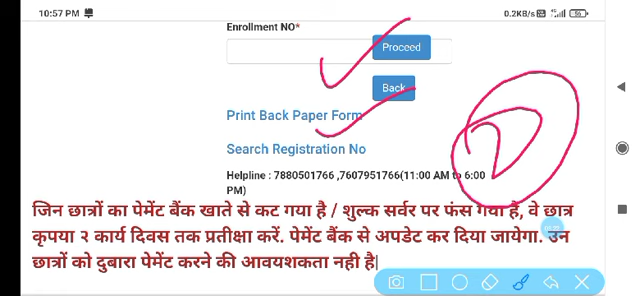 10:57 PM
0.2KB/s
56
Enrollment NO*
Proceed
Back
Print Back Paper Form
Search Registration No
Helpline : 7880501766 ,7607951766(11:00 AM to 6:00
PM)
जिन छात्रों का पेमेंट बैंक खाते से कट गया है / शुल्क सर्वर पर फंस गया है, वे छात्र
कृपया २ कार्य दिवस तक प्रतीक्षा करें. पेमेंट बैंक से अपडेट कर दिया जायेगा. उन
छात्रों को दुबारा पेमेंट करने की आवयशकता नही है|